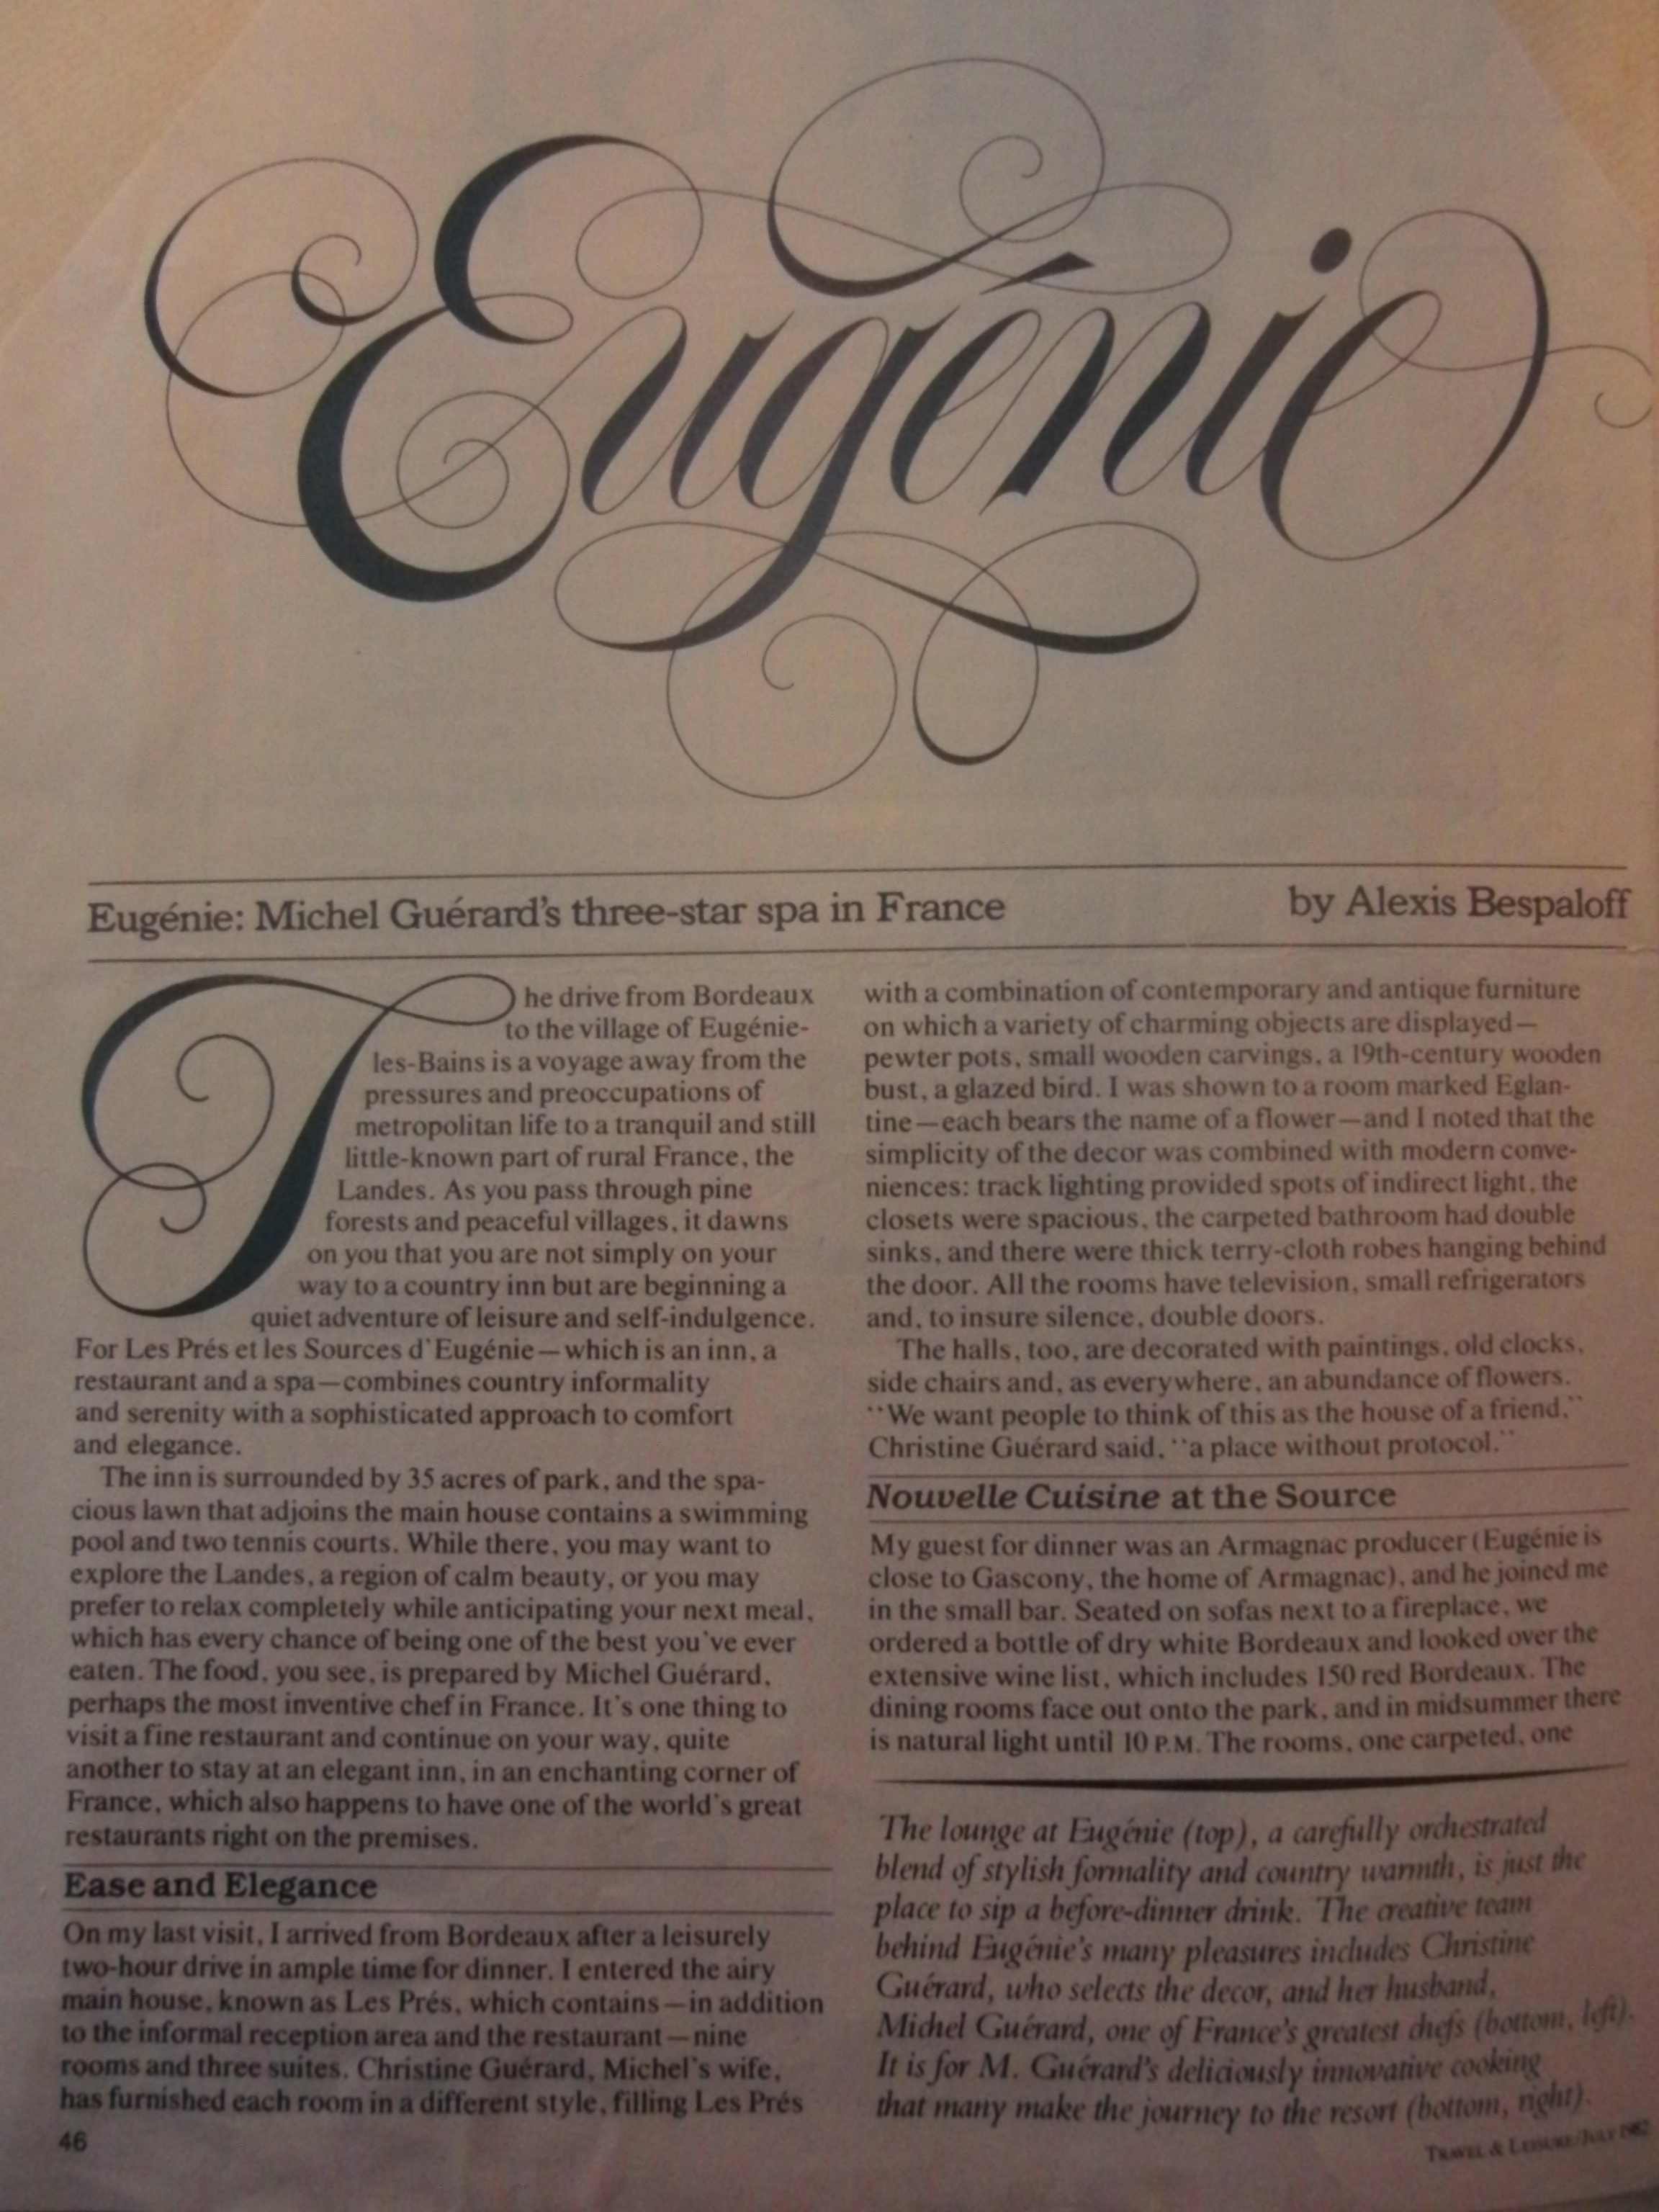 Eugénie
Eugénie: Michel Guérard's three-star spa in France
by Alexis Bespaloff
The drive from Bordeaux
to the village of Eugénie-
les-Bains is a voyage away from the
pressures and preoccupations of
metropolitan life to a tranquil and still
little-known part of rural France, the
Landes. As you pass through pine
forests and peaceful villages, it dawns
on you that you are not simply on your
way to a country inn but are beginning a
quiet adventure of leisure and self-indulgence.
For Les Prés et les Sources d'Eugénie—which is an inn, a
restaurant and a spa—combines country informality
and serenity with a sophisticated approach to comfort
and elegance.
The inn is surrounded by 35 acres of park, and the spa-
cious lawn that adjoins the main house contains a swimming
pool and two tennis courts. While there, you may want to
explore the Landes, a region of calm beauty, or you may
prefer to relax completely while anticipating your next meal,
which has every chance of being one of the best you've ever
eaten. The food, you see, is prepared by Michel Guérard,
perhaps the most inventive chef in France. It's one thing to
visit a fine restaurant and continue on your way, quite
another to stay at an elegant inn, in an enchanting corner of
France, which also happens to have one of the world's great
restaurants right on the premises.
Ease and Elegance
On my last visit, I arrived from Bordeaux after a leisurely
two-hour drive in ample time for dinner. I entered the airy
main house, known as Les Prés, which contains—in addition
to the informal reception area and the restaurant—nine
rooms and three suites. Christine Guérard, Michel's wife,
has furnished each room in a different style, filling Les Prés
46
with a combination of contemporary and antique furniture
on which a variety of charming objects are displayed—
pewter pots, small wooden carvings, a 19th-century wooden
bust, a glazed bird. I was shown to a room marked Eglan-
tine—each bears the name of a flower—and I noted that the
simplicity of the decor was combined with modern conve-
niences: track lighting provided spots of indirect light, the
closets were spacious, the carpeted bathroom had double
sinks, and there were thick terry-cloth robes hanging behind
the door. All the rooms have television, small refrigerators
and, to insure silence, double doors.
The halls, too, are decorated with paintings, old clocks,
side chairs and, as everywhere, an abundance of flowers.
"We want people to think of this as the house of a friend,"
Christine Guérard said, "a place without protocol."
Nouvelle Cuisine at the Source
My guest for dinner was an Armagnac producer (Eugénie is
close to Gascony, the home of Armagnac), and he joined me
in the small bar. Seated on sofas next to a fireplace, we
ordered a bottle of dry white Bordeaux and looked over the
extensive wine list, which includes 150 red Bordeaux. The
dining rooms face out onto the park, and in midsummer there
is natural light until 10 P.M. The rooms, one carpeted, one
The lounge at Eugénie (top), a carefully orchestrated
blend of stylish formality and country warmth, is just the
place to sip a before-dinner drink. The creative team
behind Eugénie's many pleasures includes Christine
Guérard, who selects the decor, and her husband,
Michel Guérard, one of France's greatest chefs (bottom, left).
It is for M. Guérard's deliciously innovative cooking
that many make the journey to the resort (bottom, right).
TRAVEL & LEISURE/JULY 1982